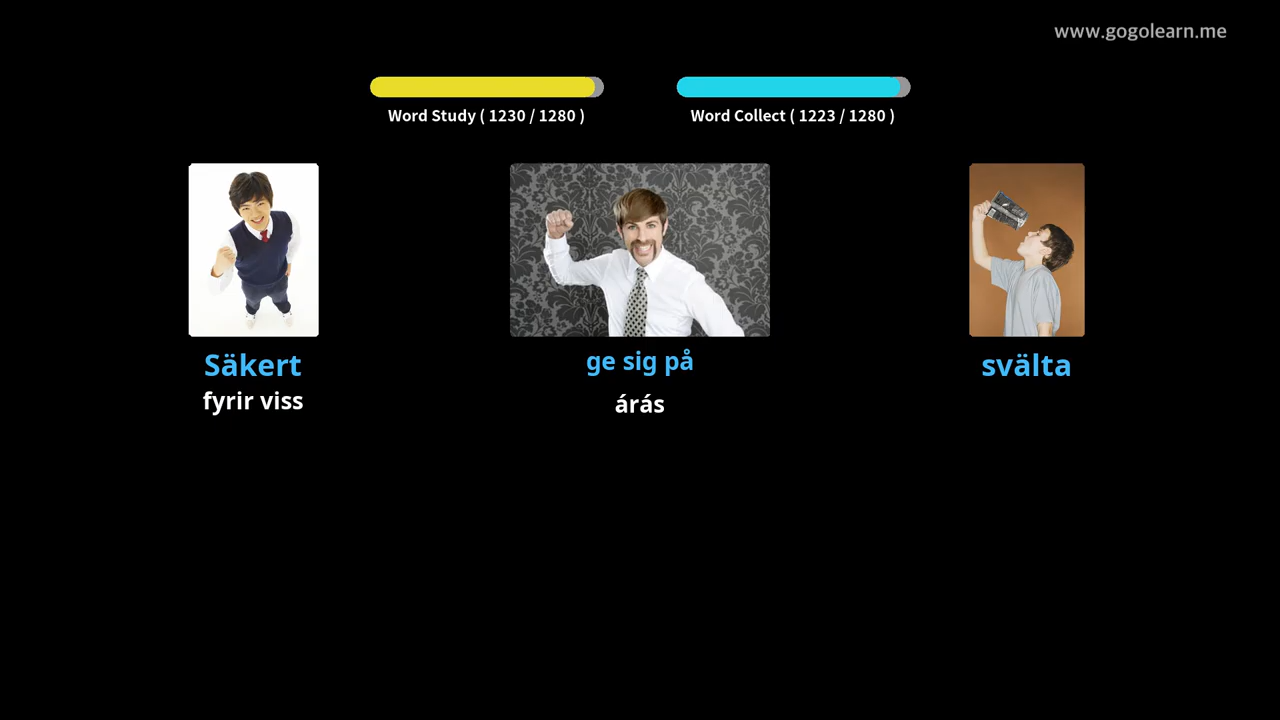 www.gogolearn.me
Word Study ( 1230 / 1280 )
Word Collect ( 1223 / 1280 )
Säkert
fyrir viss
ge sig på
árás
svälta